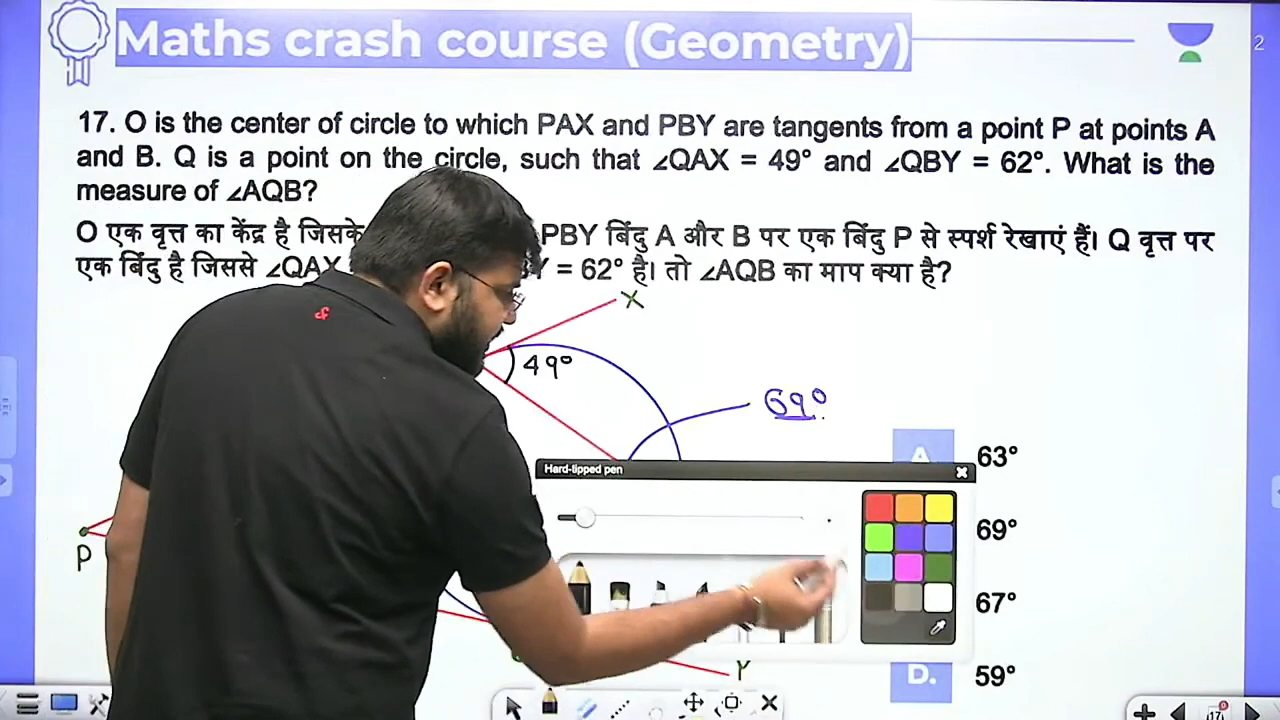 Maths crash course (Geometry)
2
17. O is the center of circle to which PAX and PBY are tangents from a point P at points A
and B. Q is a point on the circle, such that ∠QAX = 49° and ∠QBY = 62°. What is the
measure of ∠AQB?
O एक वृत्त का केंद्र है जिसके PBY बिंदु A और B पर एक बिंदु P से स्पर्श रेखाएं हैं। Q वृत्त पर
एक बिंदु है जिससे ∠QAX Y = 62° है। तो ∠AQB का माप क्या है?
X
49°
69°
A. 63°
Hard-tipped pen
69°
P
67°
Y
D. 59°
17